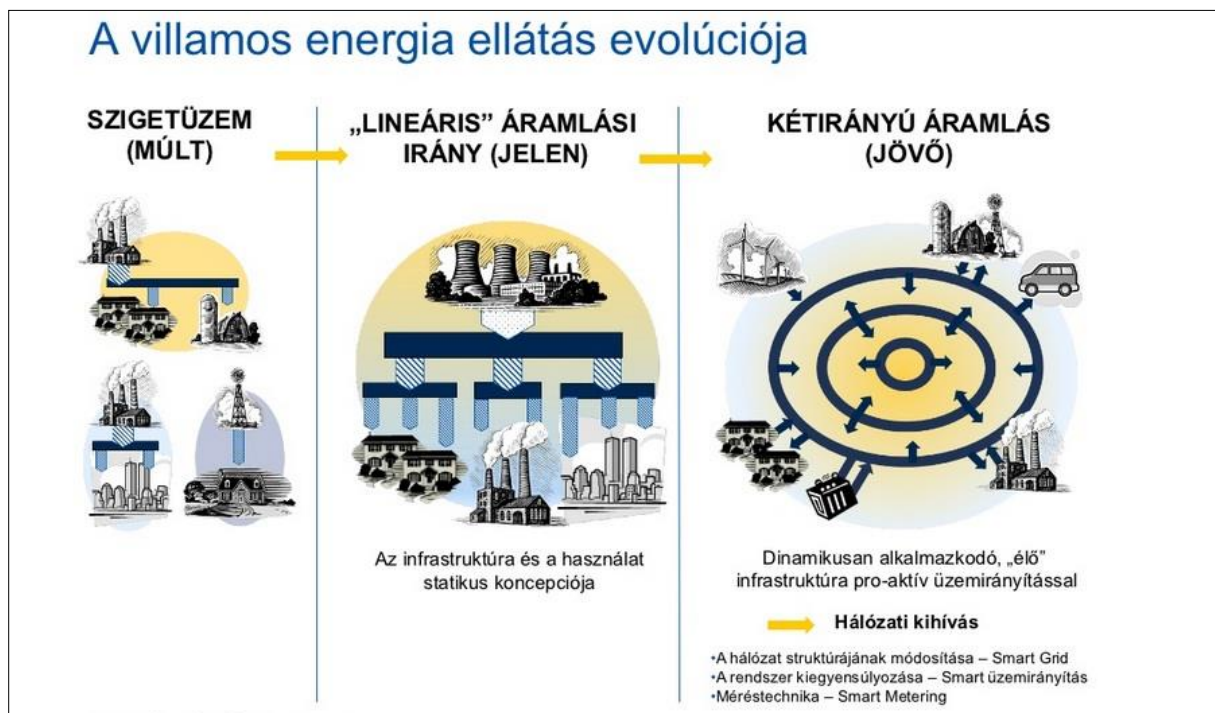 A villamos energia ellátás evolúciója
SZIGETÜZEM
(MÚLT)
„LINEÁRIS” ÁRAMLÁSI
IRÁNY (JELEN)
KÉTIRÁNYÚ ÁRAMLÁS
(JÖVŐ)
Az infrastruktúra és a használat
statikus koncepciója
Dinamikusan alkalmazkodó, „élő”
infrastruktúra pro-aktív üzemirányítással
Hálózati kihívás
•A hálózat struktúrájának módosítása – Smart Grid
•A rendszer kiegyensúlyozása – Smart üzemirányítás
•Méréstechnika – Smart Metering